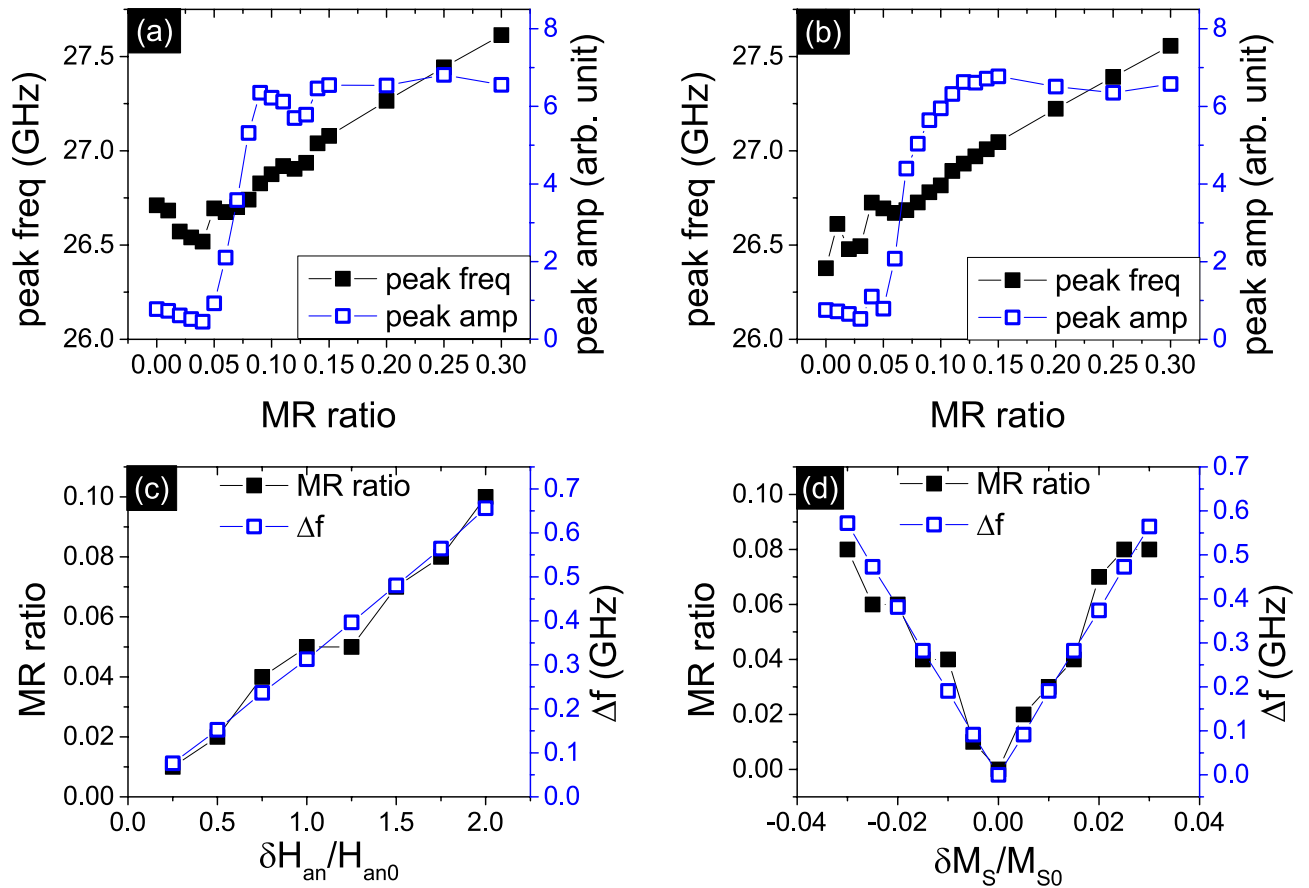 (a)
27.5
27.0
26.5
26.0
peak freq (GHz)
8
6
4
2
0
peak amp (arb. unit)
peak freq
peak amp
0.00 0.05 0.10 0.15 0.20 0.25 0.30
MR ratio
(b)
27.5
27.0
26.5
26.0
peak freq (GHz)
8
6
4
2
0
peak amp (arb. unit)
peak freq
peak amp
0.00 0.05 0.10 0.15 0.20 0.25 0.30
MR ratio
(c)
MR ratio
Δf
0.10
0.08
0.06
0.04
0.02
0.00
MR ratio
0.7
0.6
0.5
0.4
0.3
0.2
0.1
0.0
Δf (GHz)
0.0 0.5 1.0 1.5 2.0
δHan/Han0
(d)
MR ratio
Δf
0.10
0.08
0.06
0.04
0.02
0.00
MR ratio
0.7
0.6
0.5
0.4
0.3
0.2
0.1
0.0
Δf (GHz)
-0.04 -0.02 0.00 0.02 0.04
δMS/MS0